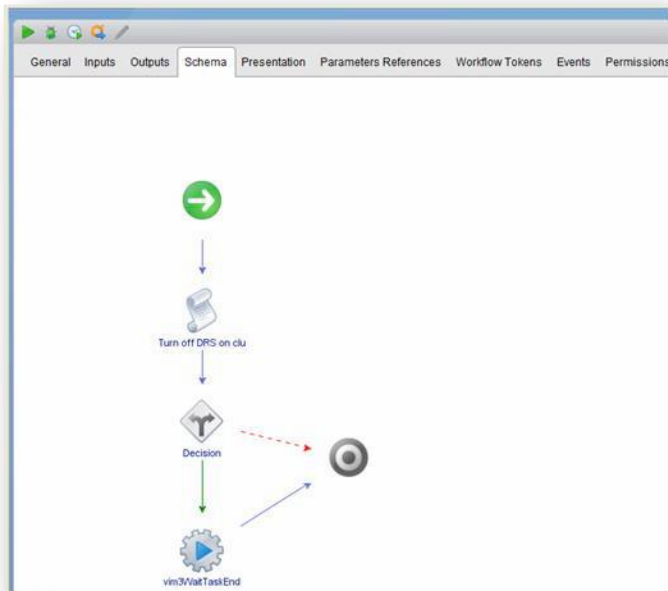 General Inputs Outputs Schema Presentation Parameters References Workflow Tokens Events Permissions
Turn off DRS on clu
Decision
vim3WaitTaskEnd